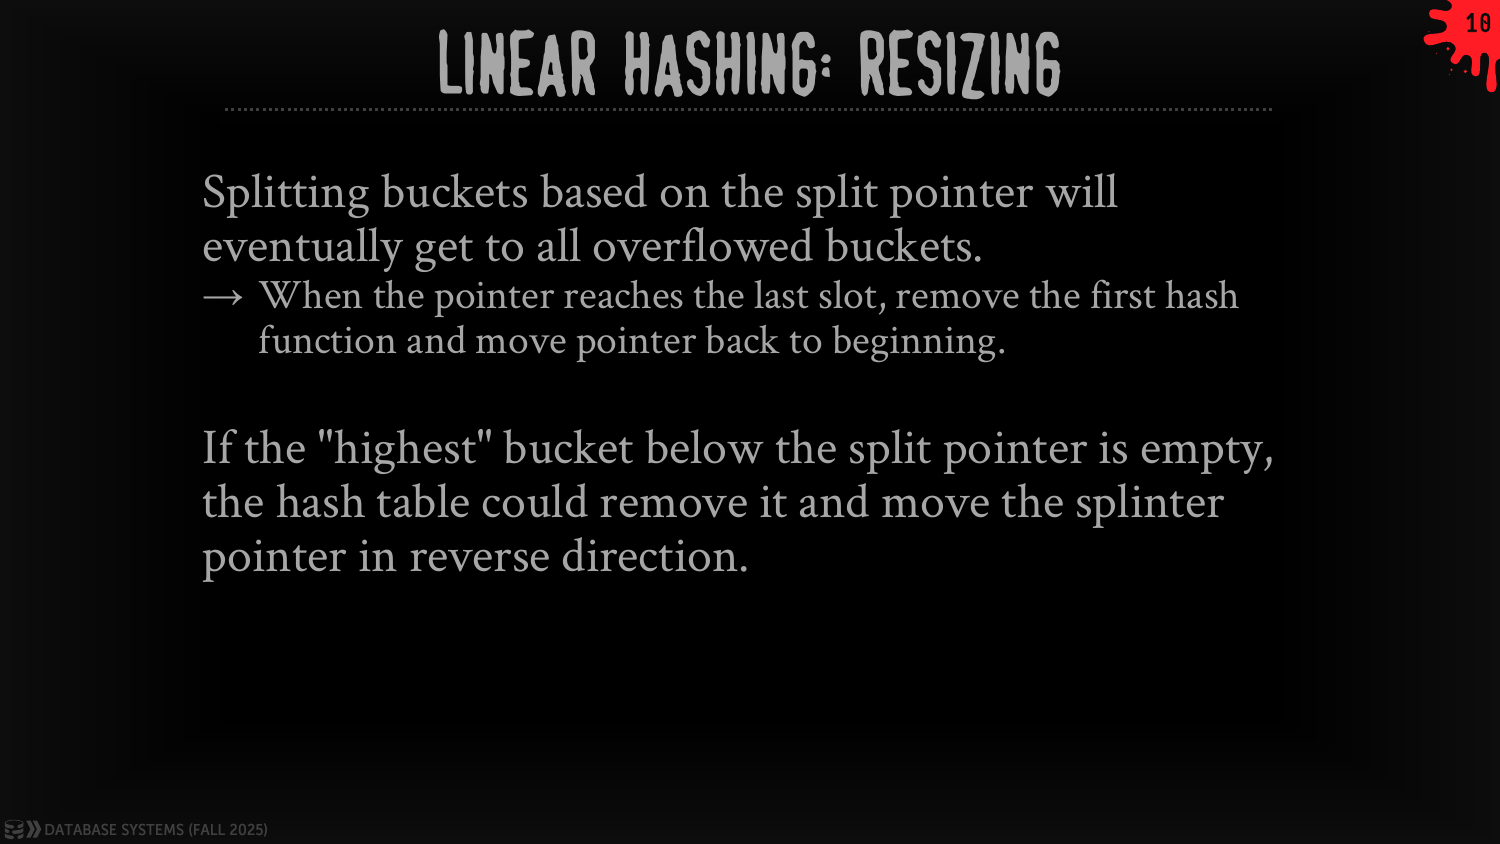 10
LINEAR HASHING: RESIZING
Splitting buckets based on the split pointer will
eventually get to all overflowed buckets.
→ When the pointer reaches the last slot, remove the first hash
function and move pointer back to beginning.
If the "highest" bucket below the split pointer is empty,
the hash table could remove it and move the splinter
pointer in reverse direction.
DATABASE SYSTEMS (FALL 2025)